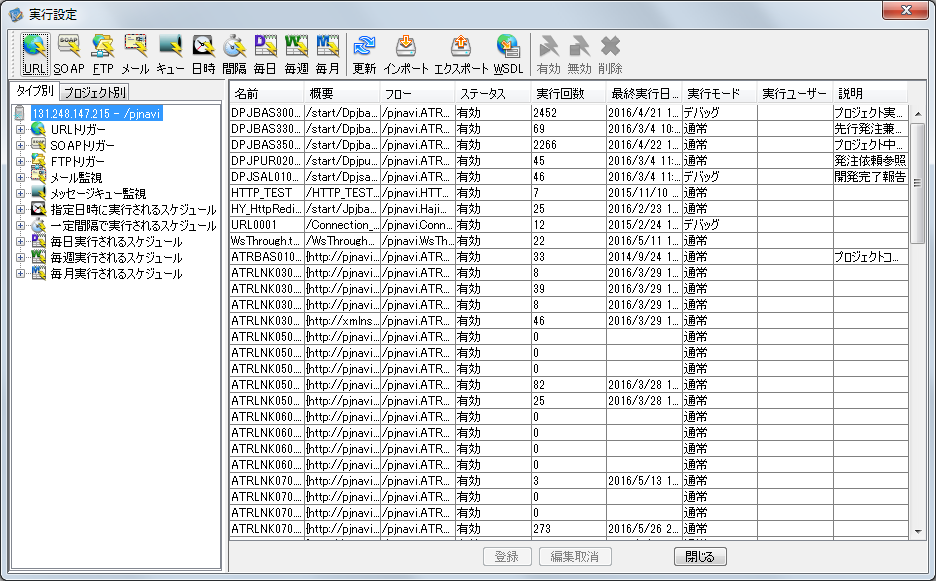 実行設定
URL SOAP FTP メール キュー 日時 間隔 毎日 毎週 毎月 更新 インポート エクスポート WSDL 有効 無効 削除
タイプ別 プロジェクト別
131.248.147.215 - /pjnavi
URLトリガー
SOAPトリガー
FTPトリガー
メール監視
メッセージキュー監視
指定日時に実行されるスケジュール
一定間隔で実行されるスケジュール
毎日実行されるスケジュール
毎週実行されるスケジュール
毎月実行されるスケジュール
名前 概要 フロー ステータス 実行回数 最終実行日... 実行モード 実行ユーザー 説明
DPJBAS300... /start/Dpjba... /pjnavi.ATR... 有効 2452 2016/4/21 1... デバッグ プロジェクト実...
DPJBAS330... /start/Dpjba... /pjnavi.ATR... 有効 69 2016/3/4 10:... 通常 先行発注兼...
DPJBAS350... /start/Dpjba... /pjnavi.ATR... 有効 2266 2016/4/22 1... 通常 プロジェクト中...
DPJPUR020... /start/Dpjpu... /pjnavi.ATR... 有効 45 2016/3/4 11:... 通常 発注依頼参照
DPJSAL010... /start/Dpjsa... /pjnavi.ATR... 有効 46 2016/3/4 11:... デバッグ 開発完了報告
HTTP_TEST /HTTP_TEST... /pjnavi.HTT... 有効 7 2015/11/10 ... 通常
HY_HttpRedi... /start/Jpjba... /pjnavi.Haji... 有効 25 2016/2/23 1... 通常
URL0001 /Connection_... /pjnavi.Conn... 有効 12 2015/2/24 1... デバッグ
WsThrough.t... /WsThrough... /pjnavi.WsTh... 有効 22 2016/5/11 1... 通常
ATRBAS010... {http://pjnavi... /pjnavi.ATR... 有効 33 2014/9/24 1... 通常 プロジェクトコ...
ATRLNK030... {http://pjnavi... /pjnavi.ATR... 有効 8 2016/3/29 1... 通常
ATRLNK030... {http://pjnavi... /pjnavi.ATR... 有効 39 2016/3/29 1... 通常
ATRLNK030... {http://pjnavi... /pjnavi.ATR... 有効 8 2016/3/29 1... 通常
ATRLNK030... {http://xmlns... /pjnavi.ATR... 有効 46 2016/3/29 1... 通常
ATRLNK050... {http://pjnavi... /pjnavi.ATR... 有効 0 通常
ATRLNK050... {http://pjnavi... /pjnavi.ATR... 有効 0 通常
ATRLNK050... {http://pjnavi... /pjnavi.ATR... 有効 0 通常
ATRLNK050... {http://pjnavi... /pjnavi.ATR... 有効 82 2016/3/28 1... 通常
ATRLNK050... {http://pjnavi... /pjnavi.ATR... 有効 25 2016/3/28 1... 通常
ATRLNK060... {http://pjnavi... /pjnavi.ATR... 有効 0 通常
ATRLNK060... {http://pjnavi... /pjnavi.ATR... 有効 0 通常
ATRLNK060... {http://pjnavi... /pjnavi.ATR... 有効 0 通常
ATRLNK060... {http://pjnavi... /pjnavi.ATR... 有効 0 通常
ATRLNK070... {http://pjnavi... /pjnavi.ATR... 有効 3 2016/5/13 1... 通常
ATRLNK070... {http://pjnavi... /pjnavi.ATR... 有効 0 通常
ATRLNK070... {http://pjnavi... /pjnavi.ATR... 有効 0 通常
ATRLNK070... {http://pjnavi... /pjnavi.ATR... 有効 273 2016/5/26 2... 通常
登録 編集取消 閉じる